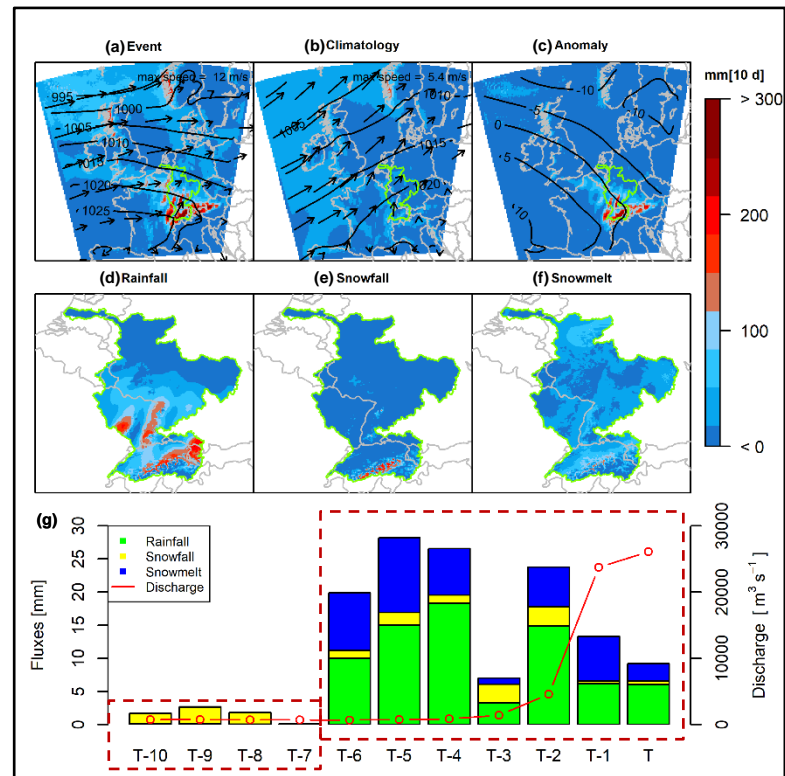 (a) Event
(b) Climatology
(c) Anomaly
max speed = 12 m/s
995
1000
1005
1010
1015
1020
1025
max speed = 5.4 m/s
1010
1005
1015
1020
-10
-5
0
5
10
mm[10 d]
> 300
200
100
< 0
(d) Rainfall
(e) Snowfall
(f) Snowmelt
(g)
Rainfall
Snowfall
Snowmelt
Discharge
Fluxes [mm]
30
25
20
15
10
5
0
Discharge [ m³ s⁻¹ ]
30000
20000
10000
0
T-10 T-9 T-8 T-7 T-6 T-5 T-4 T-3 T-2 T-1 T